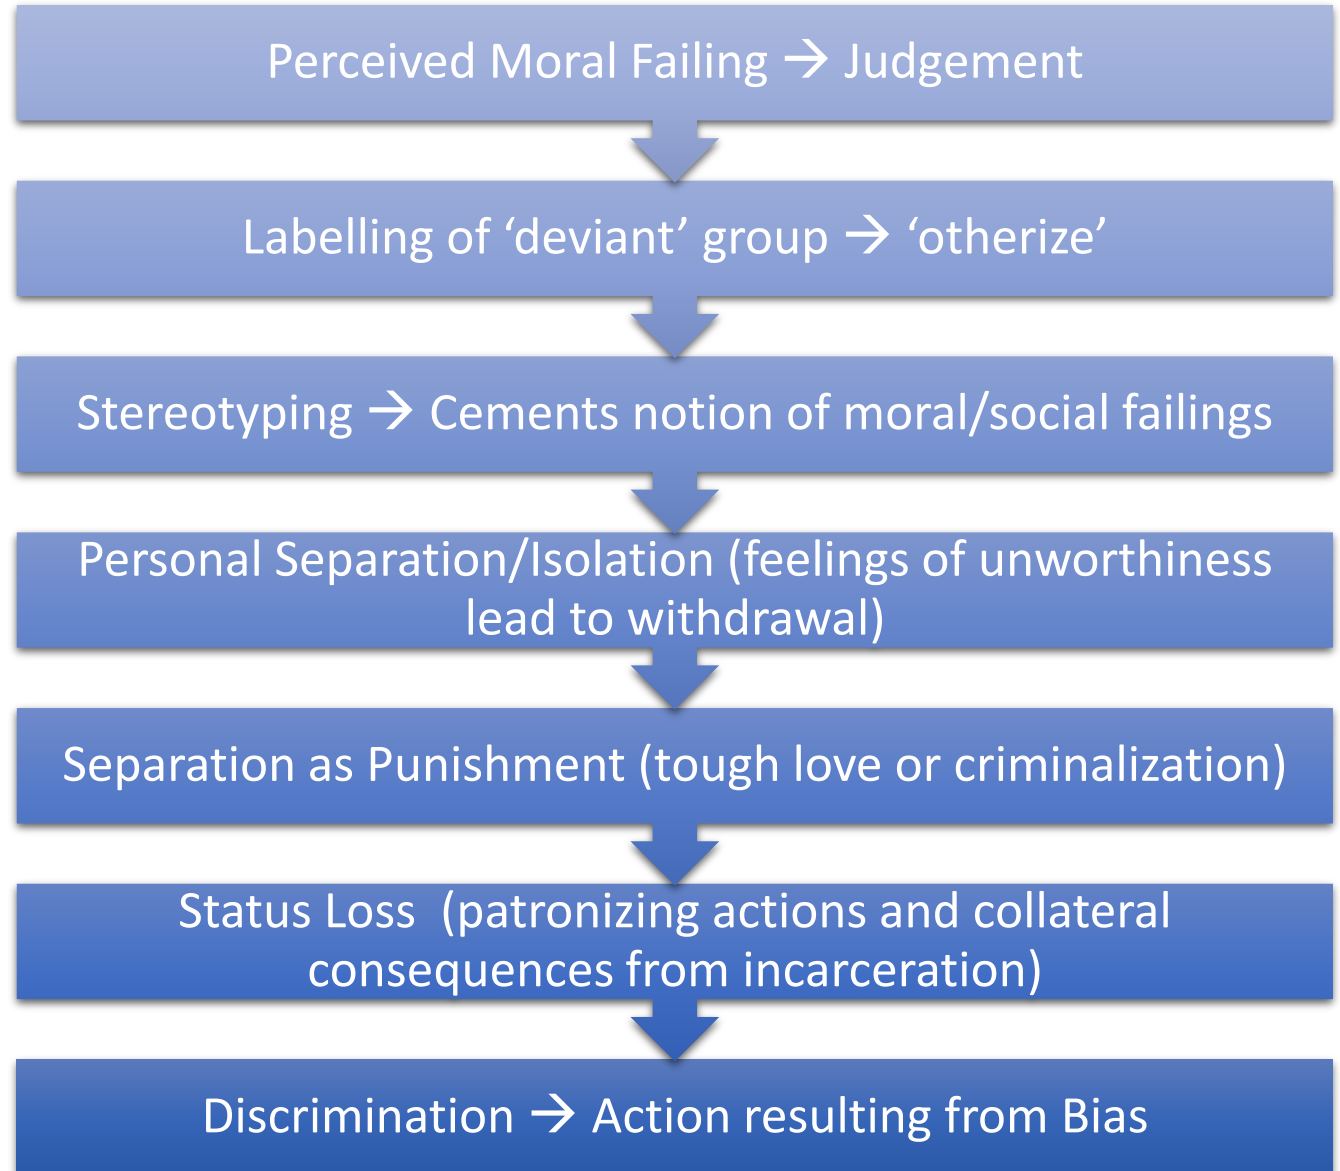 Perceived Moral Failing → Judgement
Labelling of ‘deviant’ group → ‘otherize’
Stereotyping → Cements notion of moral/social failings
Personal Separation/Isolation (feelings of unworthiness
lead to withdrawal)
Separation as Punishment (tough love or criminalization)
Status Loss  (patronizing actions and collateral
consequences from incarceration)
Discrimination → Action resulting from Bias